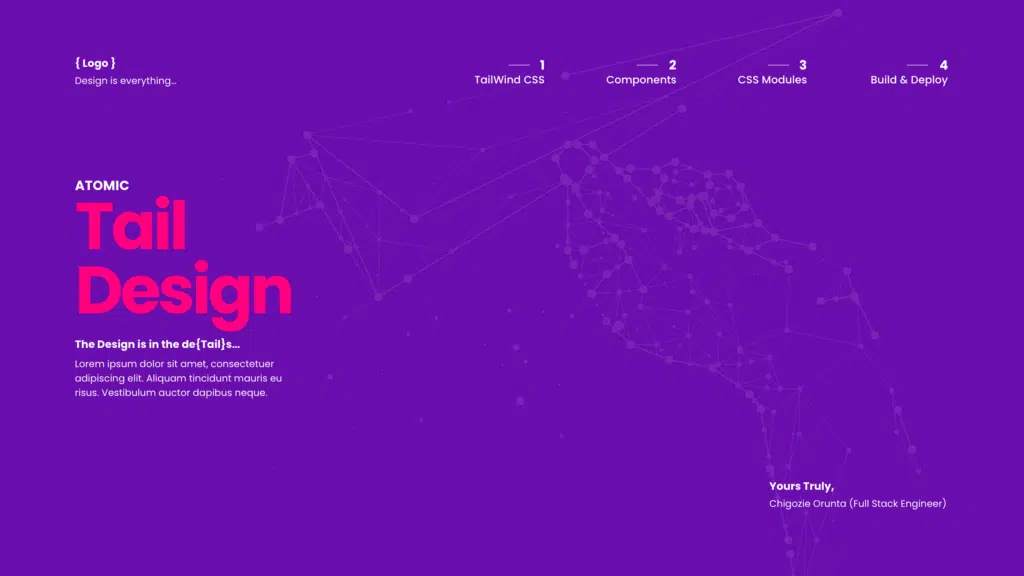 { Logo }
Design is everything...
1
TailWind CSS
2
Components
3
CSS Modules
4
Build & Deploy
ATOMIC
Tail
Design
The Design is in the de{Tail}s...
Lorem ipsum dolor sit amet, consectetuer
adipiscing elit. Aliquam tincidunt mauris eu
risus. Vestibulum auctor dapibus neque.
Yours Truly,
Chigozie Orunta (Full Stack Engineer)